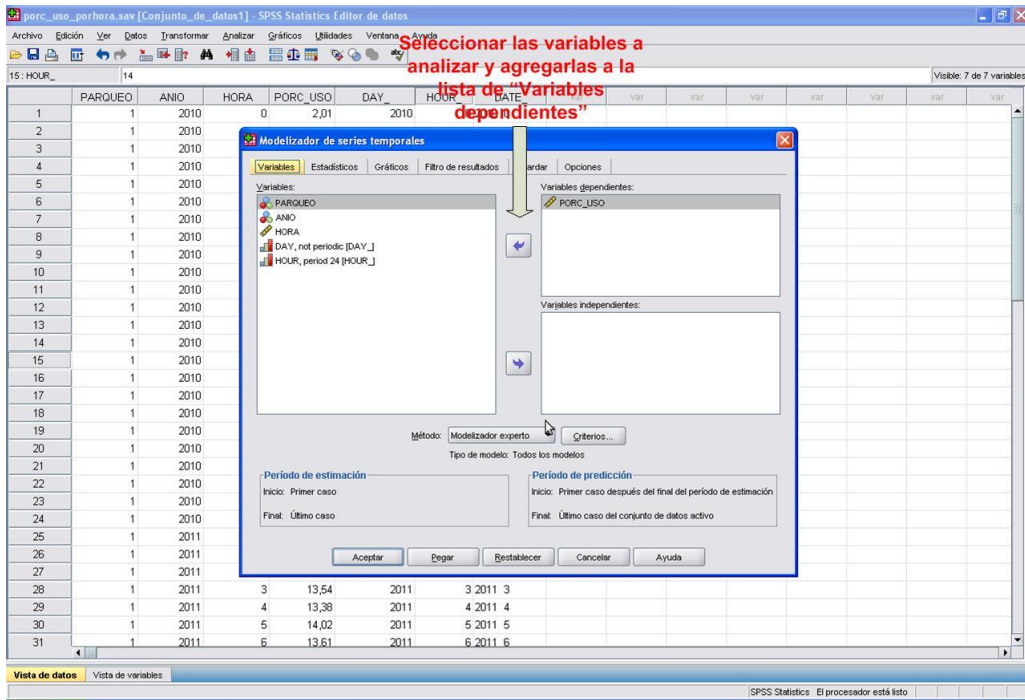 porc_uso_porhora.sav [Conjunto_de_datos1] - SPSS Statistics Editor de datos
Archivo Edición Ver Datos Transformar Analizar Gráficos Utilidades Ventana Ayuda
Seleccionar las variables a
analizar y agregarlas a la
lista de “Variables
dependientes”
15 : HOUR_ 14 Visible: 7 de 7 variables
PARQUEO ANIO HORA PORC_USO DAY_ HOUR_ DATE_ var var var var var var var
1 1 2010 0 2,01 2010
2 1 2010
3 1 2010
4 1 2010
5 1 2010
6 1 2010
7 1 2010
8 1 2010
9 1 2010
10 1 2010
11 1 2010
12 1 2010
13 1 2010
14 1 2010
15 1 2010
16 1 2010
17 1 2010
18 1 2010
19 1 2010
20 1 2010
21 1 2010
22 1 2010
23 1 2010
24 1 2010
25 1 2011
26 1 2011
27 1 2011
28 1 2011 3 13,54 2011 3 2011 3
29 1 2011 4 13,38 2011 4 2011 4
30 1 2011 5 14,02 2011 5 2011 5
31 1 2011 6 13,61 2011 6 2011 6
Modelizador de series temporales
Variables Estadísticos Gráficos Filtro de resultados Opciones
Variables:
PARQUEO
ANIO
HORA
DAY, not periodic [DAY_]
HOUR, period 24 [HOUR_]
Variables dependientes:
PORC_USO
Variables independientes:
Método: Modelizador experto Criterios...
Tipo de modelo: Todos los modelos
Período de estimación
Inicio: Primer caso
Final: Último caso
Período de predicción
Inicio: Primer caso después del final del período de estimación
Final: Último caso del conjunto de datos activo
Aceptar Pegar Restablecer Cancelar Ayuda
Vista de datos Vista de variables
SPSS Statistics El procesador está listo